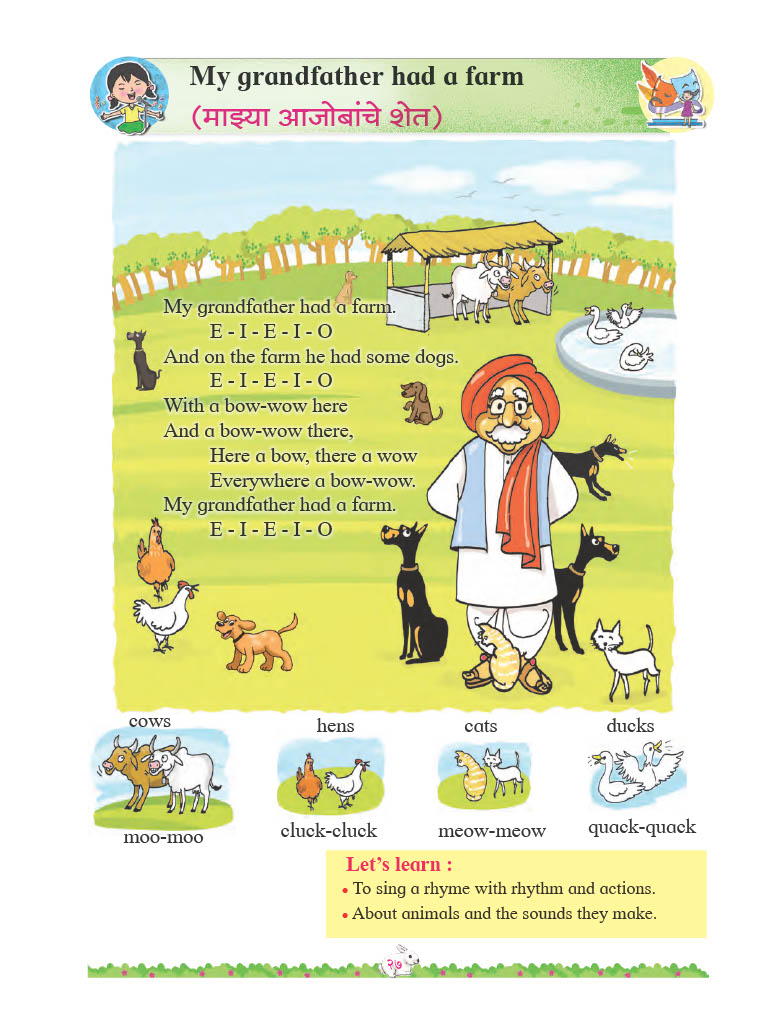 My grandfather had a farm
(माझ्या आजोबांचे शेत)
My grandfather had a farm.
E - I - E - I - O
And on the farm he had some dogs.
E - I - E - I - O
With a bow-wow here
And a bow-wow there,
Here a bow, there a wow
Everywhere a bow-wow.
My grandfather had a farm.
E - I - E - I - O
cows
hens
cats
ducks
moo-moo
cluck-cluck
meow-meow
quack-quack
Let’s learn :
• To sing a rhyme with rhythm and actions.
• About animals and the sounds they make.
२७